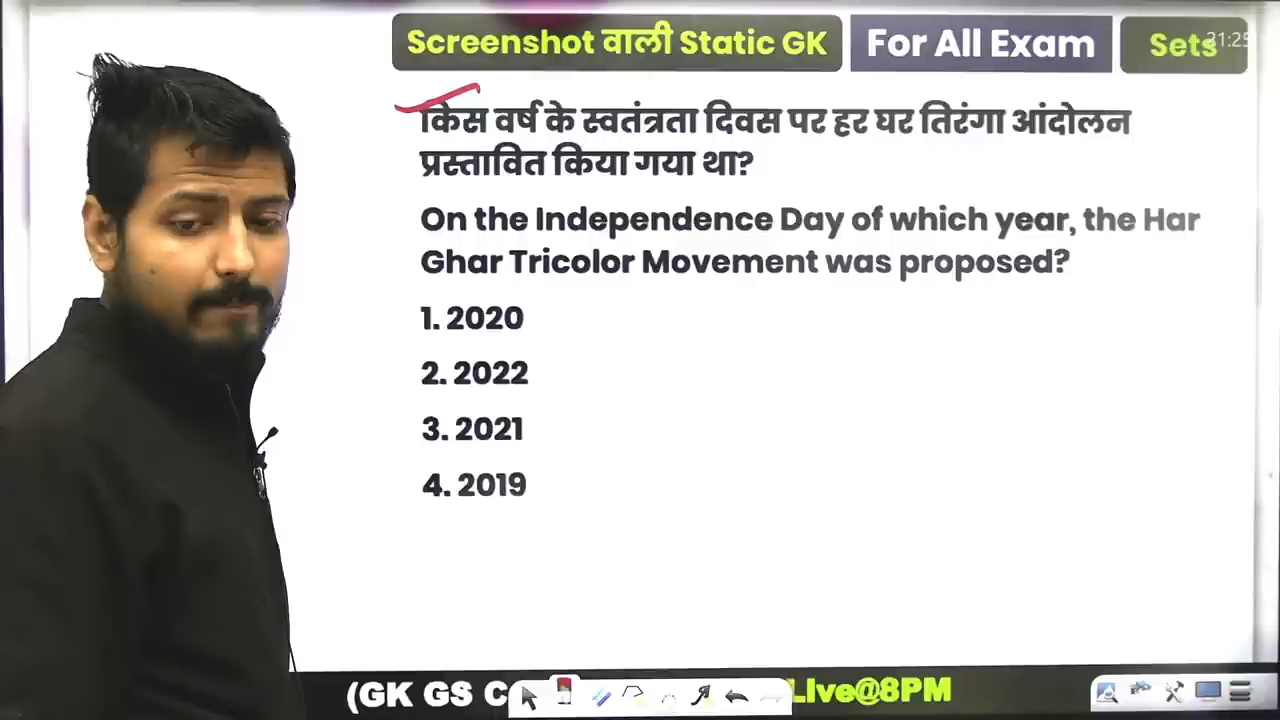 Screenshot वाली Static GK For All Exam Sets
21:25
किस वर्ष के स्वतंत्रता दिवस पर हर घर तिरंगा आंदोलन
प्रस्तावित किया गया था?
On the Independence Day of which year, the Har
Ghar Tricolor Movement was proposed?
1. 2020
2. 2022
3. 2021
4. 2019
(GK GS Live@8PM